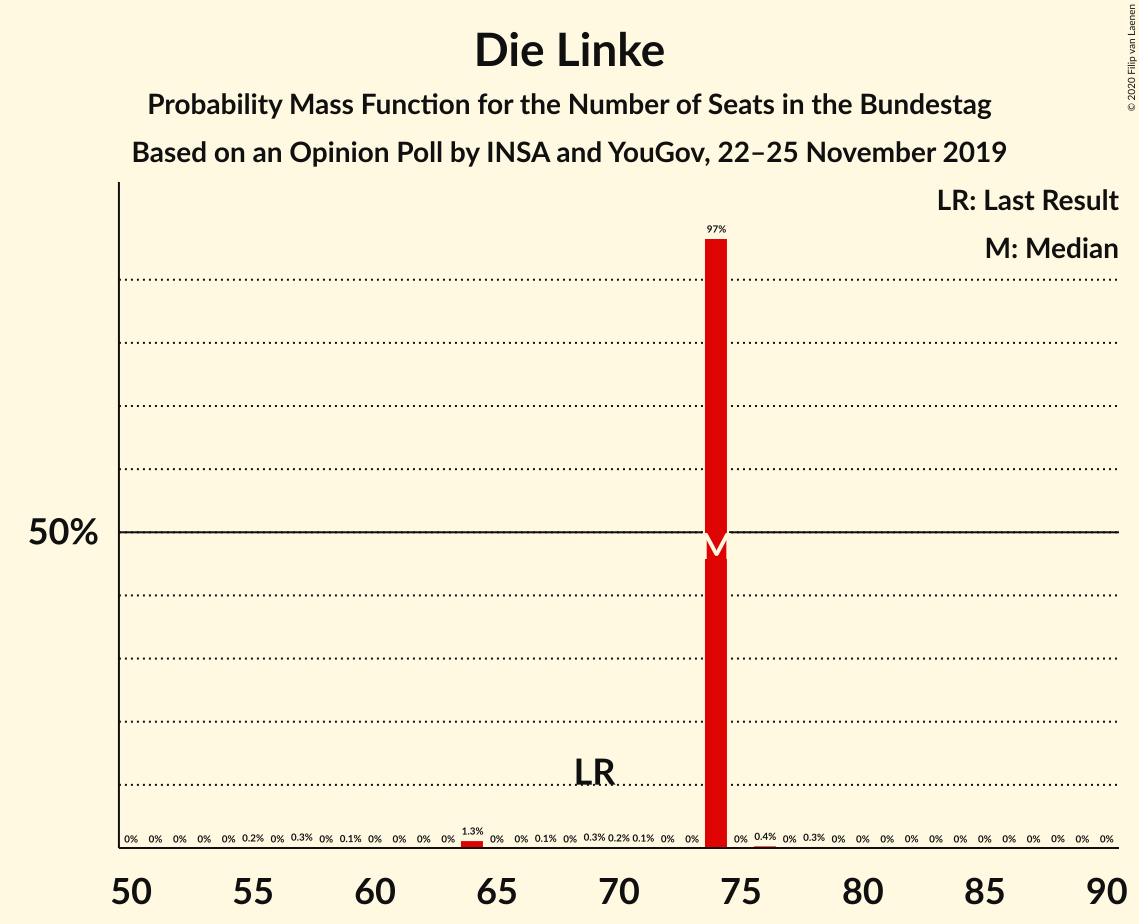 © 2020 Filip van Laenen
Die Linke
Probability Mass Function for the Number of Seats in the Bundestag
Based on an Opinion Poll by INSA and YouGov, 22–25 November 2019
LR: Last Result
M: Median
97%
50%
M
LR
0% 0% 0% 0% 0% 0.2% 0% 0.3% 0% 0.1% 0% 0% 0% 0% 1.3% 0% 0% 0.1% 0% 0.3% 0.2% 0.1% 0% 0% 0% 0.4% 0% 0.3% 0% 0% 0% 0% 0% 0% 0% 0% 0% 0% 0% 0%
50 55 60 65 70 75 80 85 90